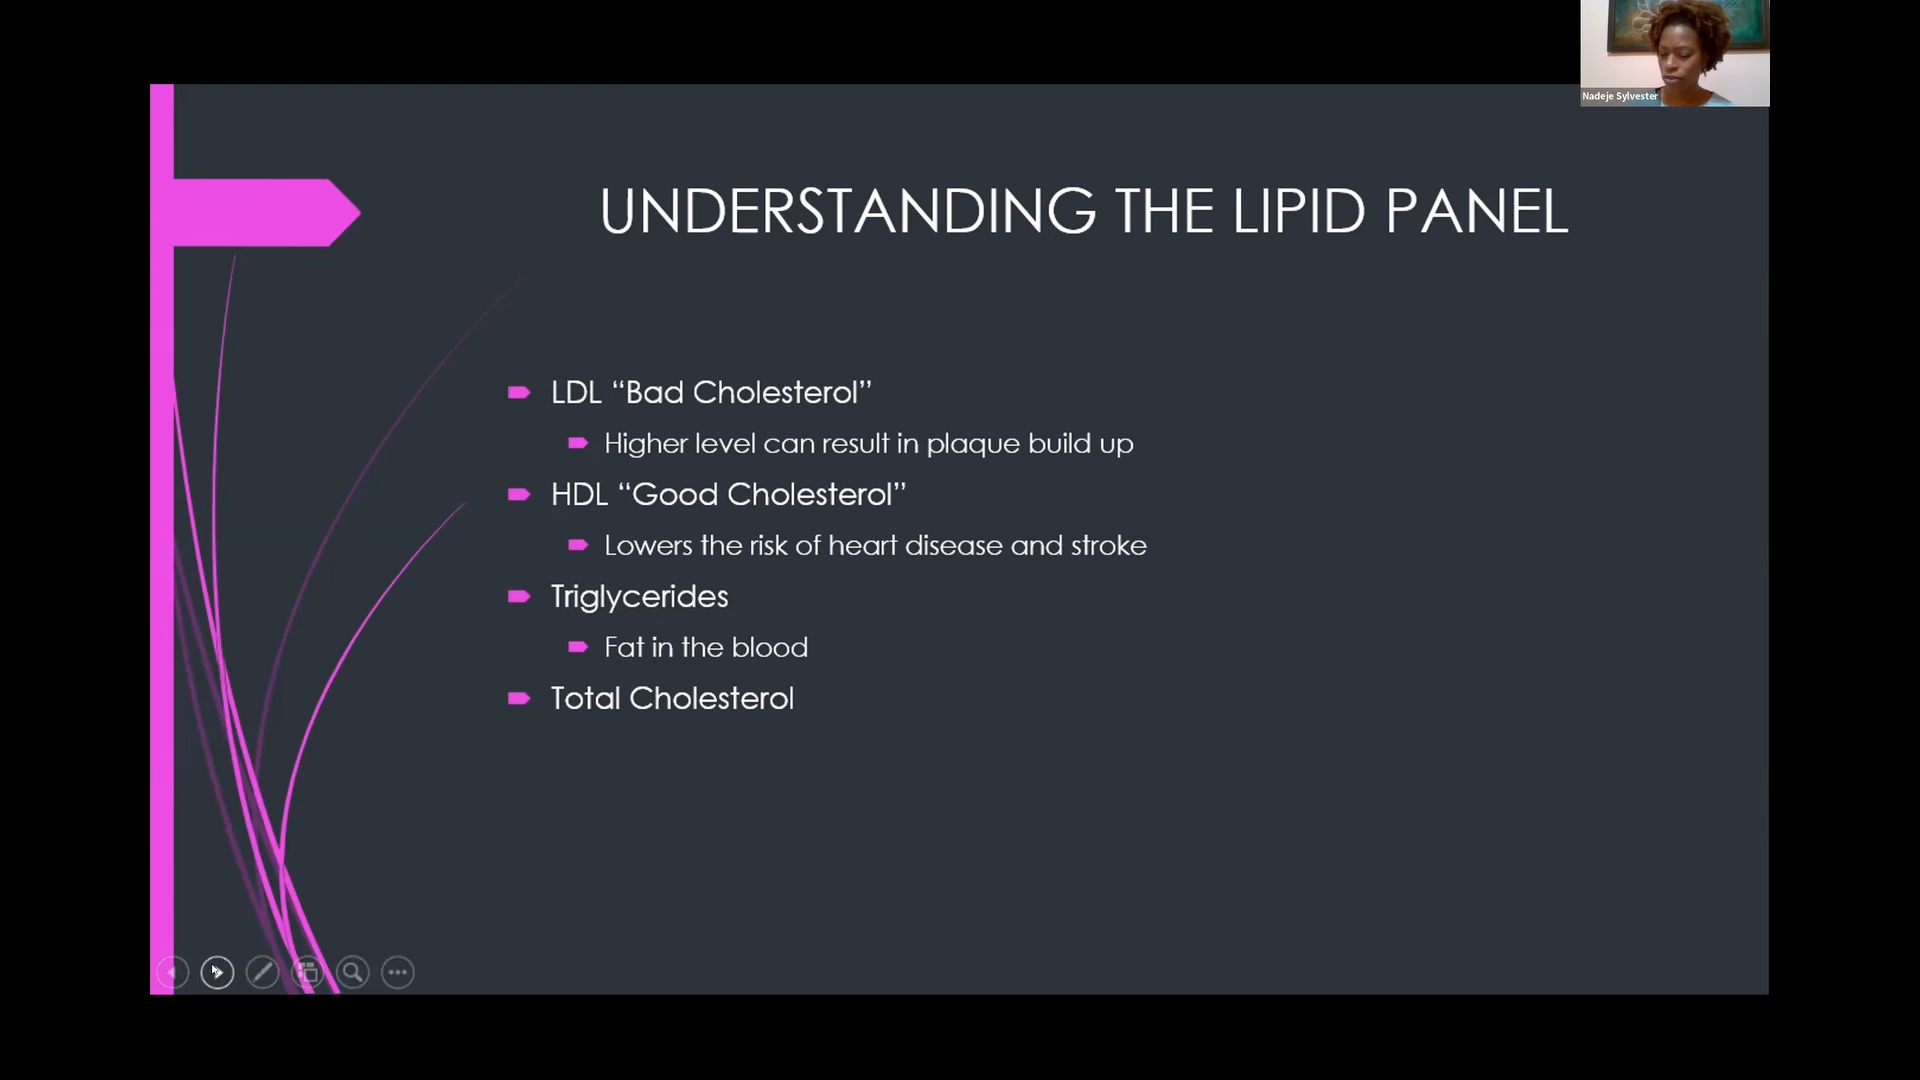 Nadeje Sylvester
UNDERSTANDING THE LIPID PANEL
LDL “Bad Cholesterol”
Higher level can result in plaque build up
HDL “Good Cholesterol”
Lowers the risk of heart disease and stroke
Triglycerides
Fat in the blood
Total Cholesterol